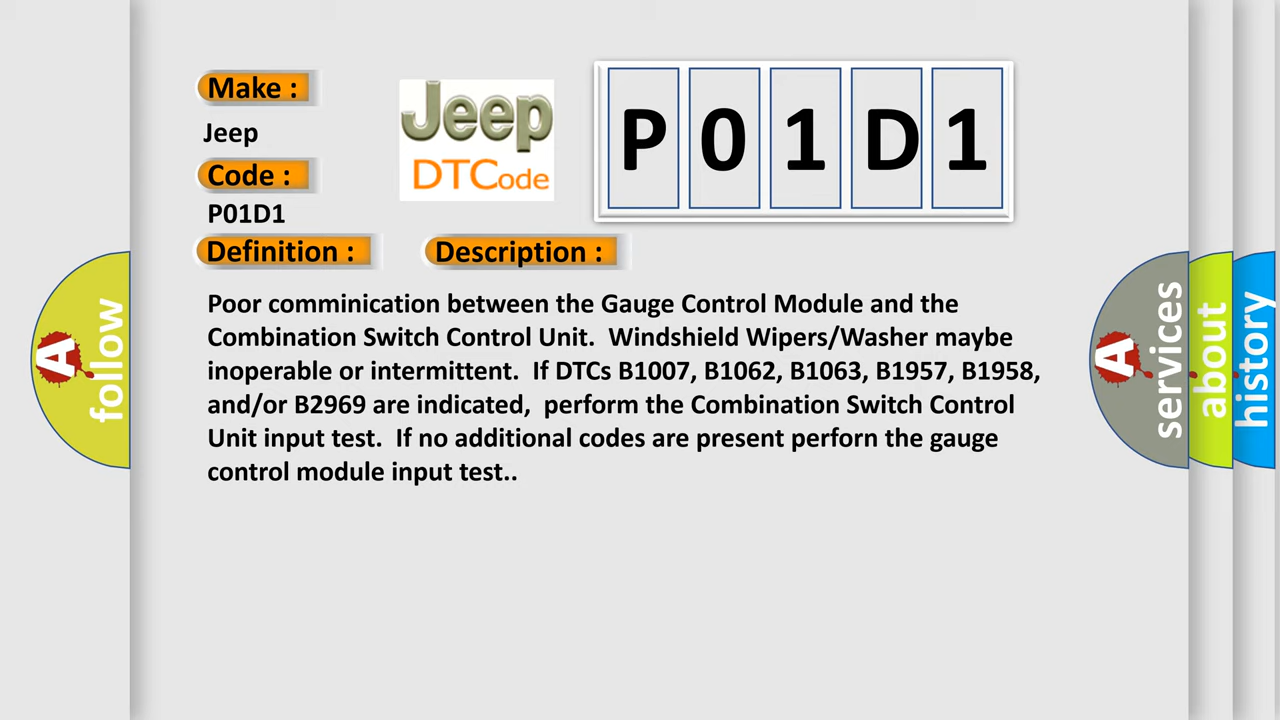 Make :
Jeep
Code :
P01D1
Definition :
Description :
Jeep
DTCode
P01D1
Poor comminication between the Gauge Control Module and the
Combination Switch Control Unit.  Windshield Wipers/Washer maybe
inoperable or intermittent.  If DTCs B1007, B1062, B1063, B1957, B1958,
and/or B2969 are indicated,  perform the Combination Switch Control
Unit input test.  If no additional codes are present perforn the gauge
control module input test..
A follow
A services
about
history